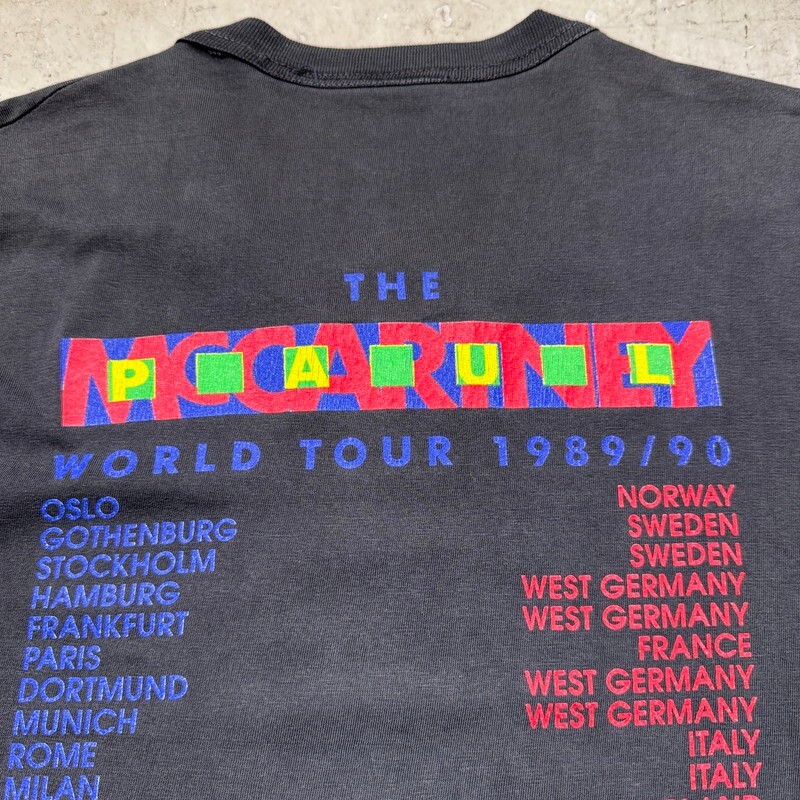 THE
MCCARTNEY
PAUL
WORLD TOUR 1989/90
OSLO NORWAY
GOTHENBURG SWEDEN
STOCKHOLM SWEDEN
HAMBURG WEST GERMANY
FRANKFURT WEST GERMANY
PARIS FRANCE
DORTMUND WEST GERMANY
MUNICH WEST GERMANY
ROME ITALY
MILAN ITALY